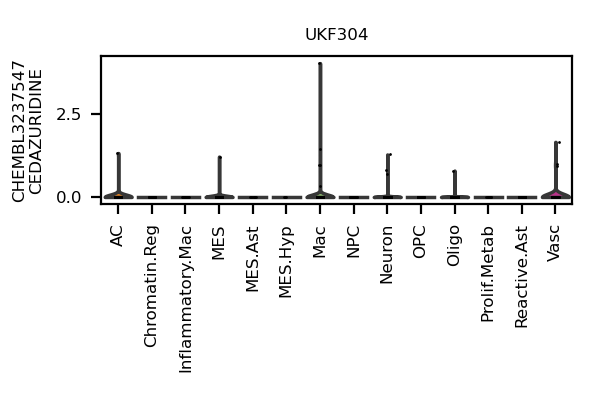 UKF304
CHEMBL3237547
CEDAZURIDINE
2.5
0.0
AC
Chromatin.Reg
Inflammatory.Mac
MES
MES.Ast
MES.Hyp
Mac
NPC
Neuron
OPC
Oligo
Prolif.Metab
Reactive.Ast
Vasc